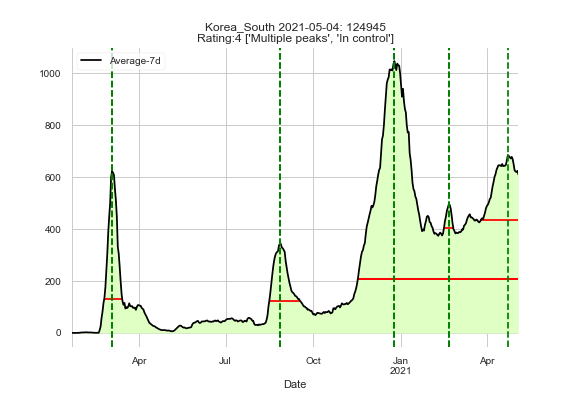 Korea_South 2021-05-04: 124945
Rating:4 ['Multiple peaks', 'In control']
Average-7d
1000
800
600
400
200
0
Apr
Jul
Oct
Jan
2021
Apr
Date